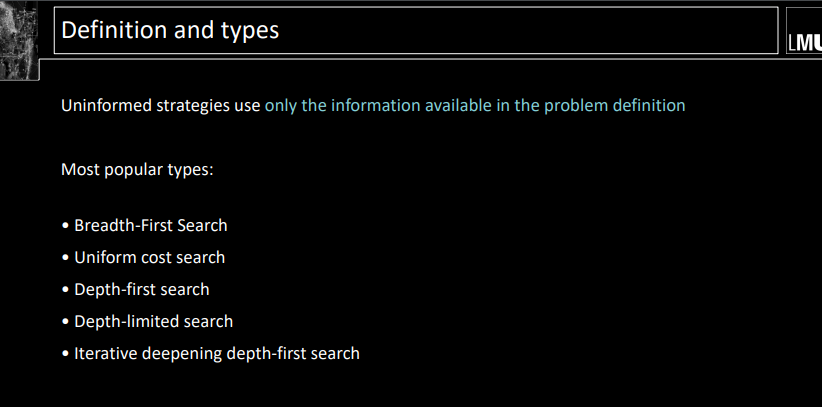 Definition and types
LMU
Uninformed strategies use only the information available in the problem definition
Most popular types:
• Breadth-First Search
• Uniform cost search
• Depth-first search
• Depth-limited search
• Iterative deepening depth-first search